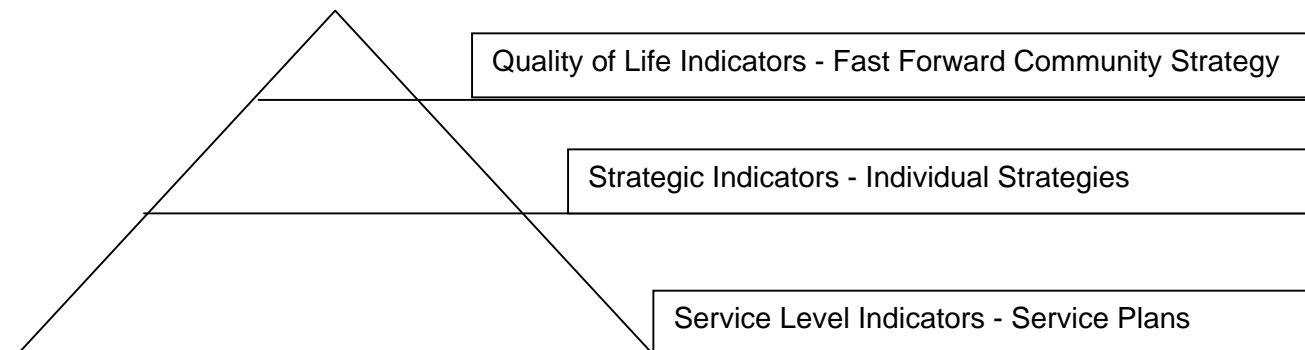 Quality of Life Indicators - Fast Forward Community Strategy
Strategic Indicators - Individual Strategies
Service Level Indicators - Service Plans